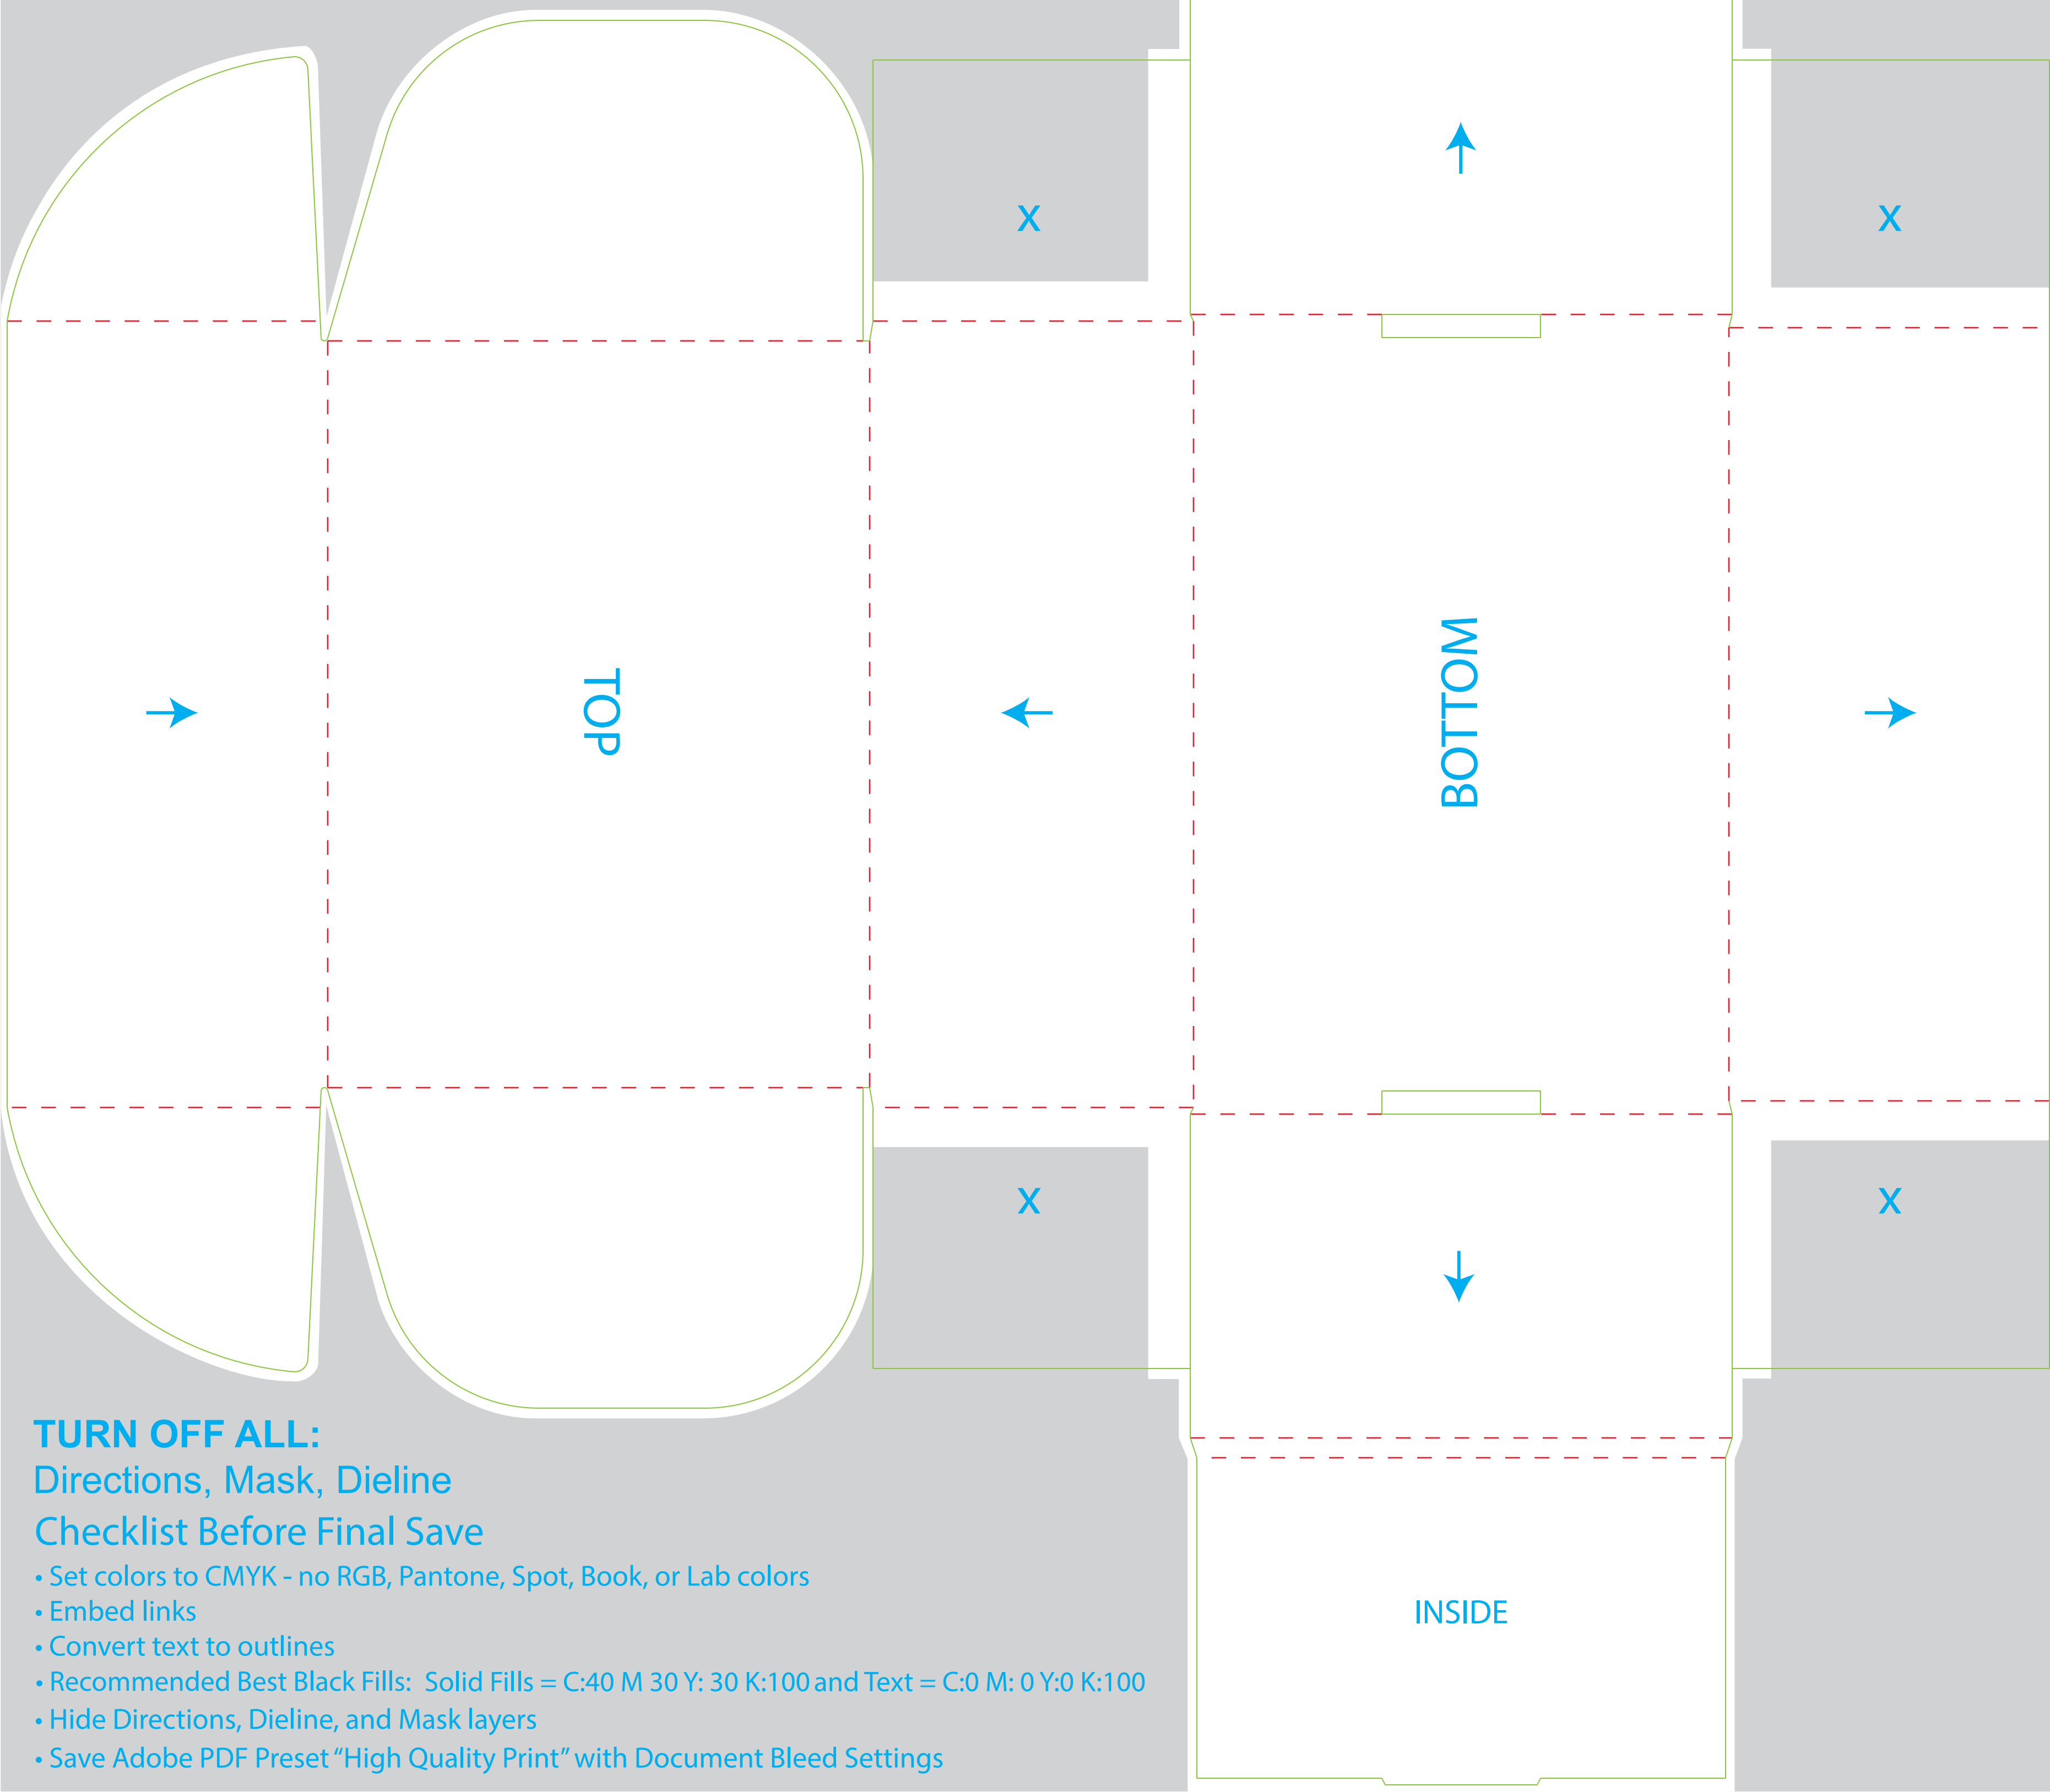 X
X
TOP
BOTTOM
X
X
TURN OFF ALL:
Directions, Mask, Dieline
Checklist Before Final Save
• Set colors to CMYK - no RGB, Pantone, Spot, Book, or Lab colors
• Embed links
• Convert text to outlines
• Recommended Best Black Fills:  Solid Fills = C:40 M 30 Y: 30 K:100 and Text = C:0 M: 0 Y:0 K:100
• Hide Directions, Dieline, and Mask layers
• Save Adobe PDF Preset “High Quality Print” with Document Bleed Settings
INSIDE